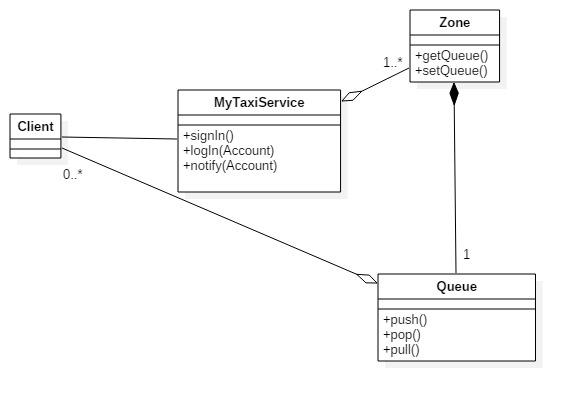 Zone
+getQueue()
+setQueue()
1..*
MyTaxiService
+signIn()
+logIn(Account)
+notify(Account)
Client
0..*
1
Queue
+push()
+pop()
+pull()